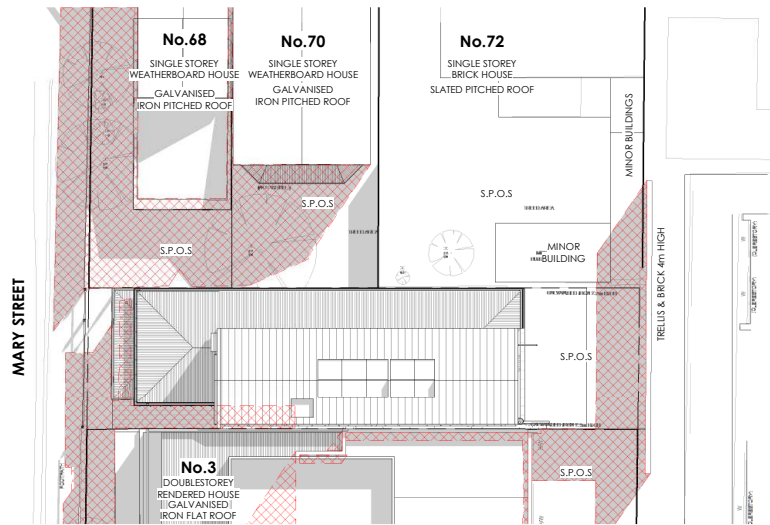 No.68
SINGLE STOREY
WEATHERBOARD HOUSE
GALVANISED
IRON PITCHED ROOF
No.70
SINGLE STOREY
WEATHERBOARD HOUSE
GALVANISED
IRON PITCHED ROOF
No.72
SINGLE STOREY
BRICK HOUSE
SLATED PITCHED ROOF
MINOR BUILDINGS
S.P.O.S
S.P.O.S
S.P.O.S
MINOR
BUILDING
TRELLIS & BRICK 4m HIGH
MARY STREET
S.P.O.S
No.3
DOUBLESTOREY
RENDERED HOUSE
GALVANISED
IRON FLAT ROOF
S.P.O.S